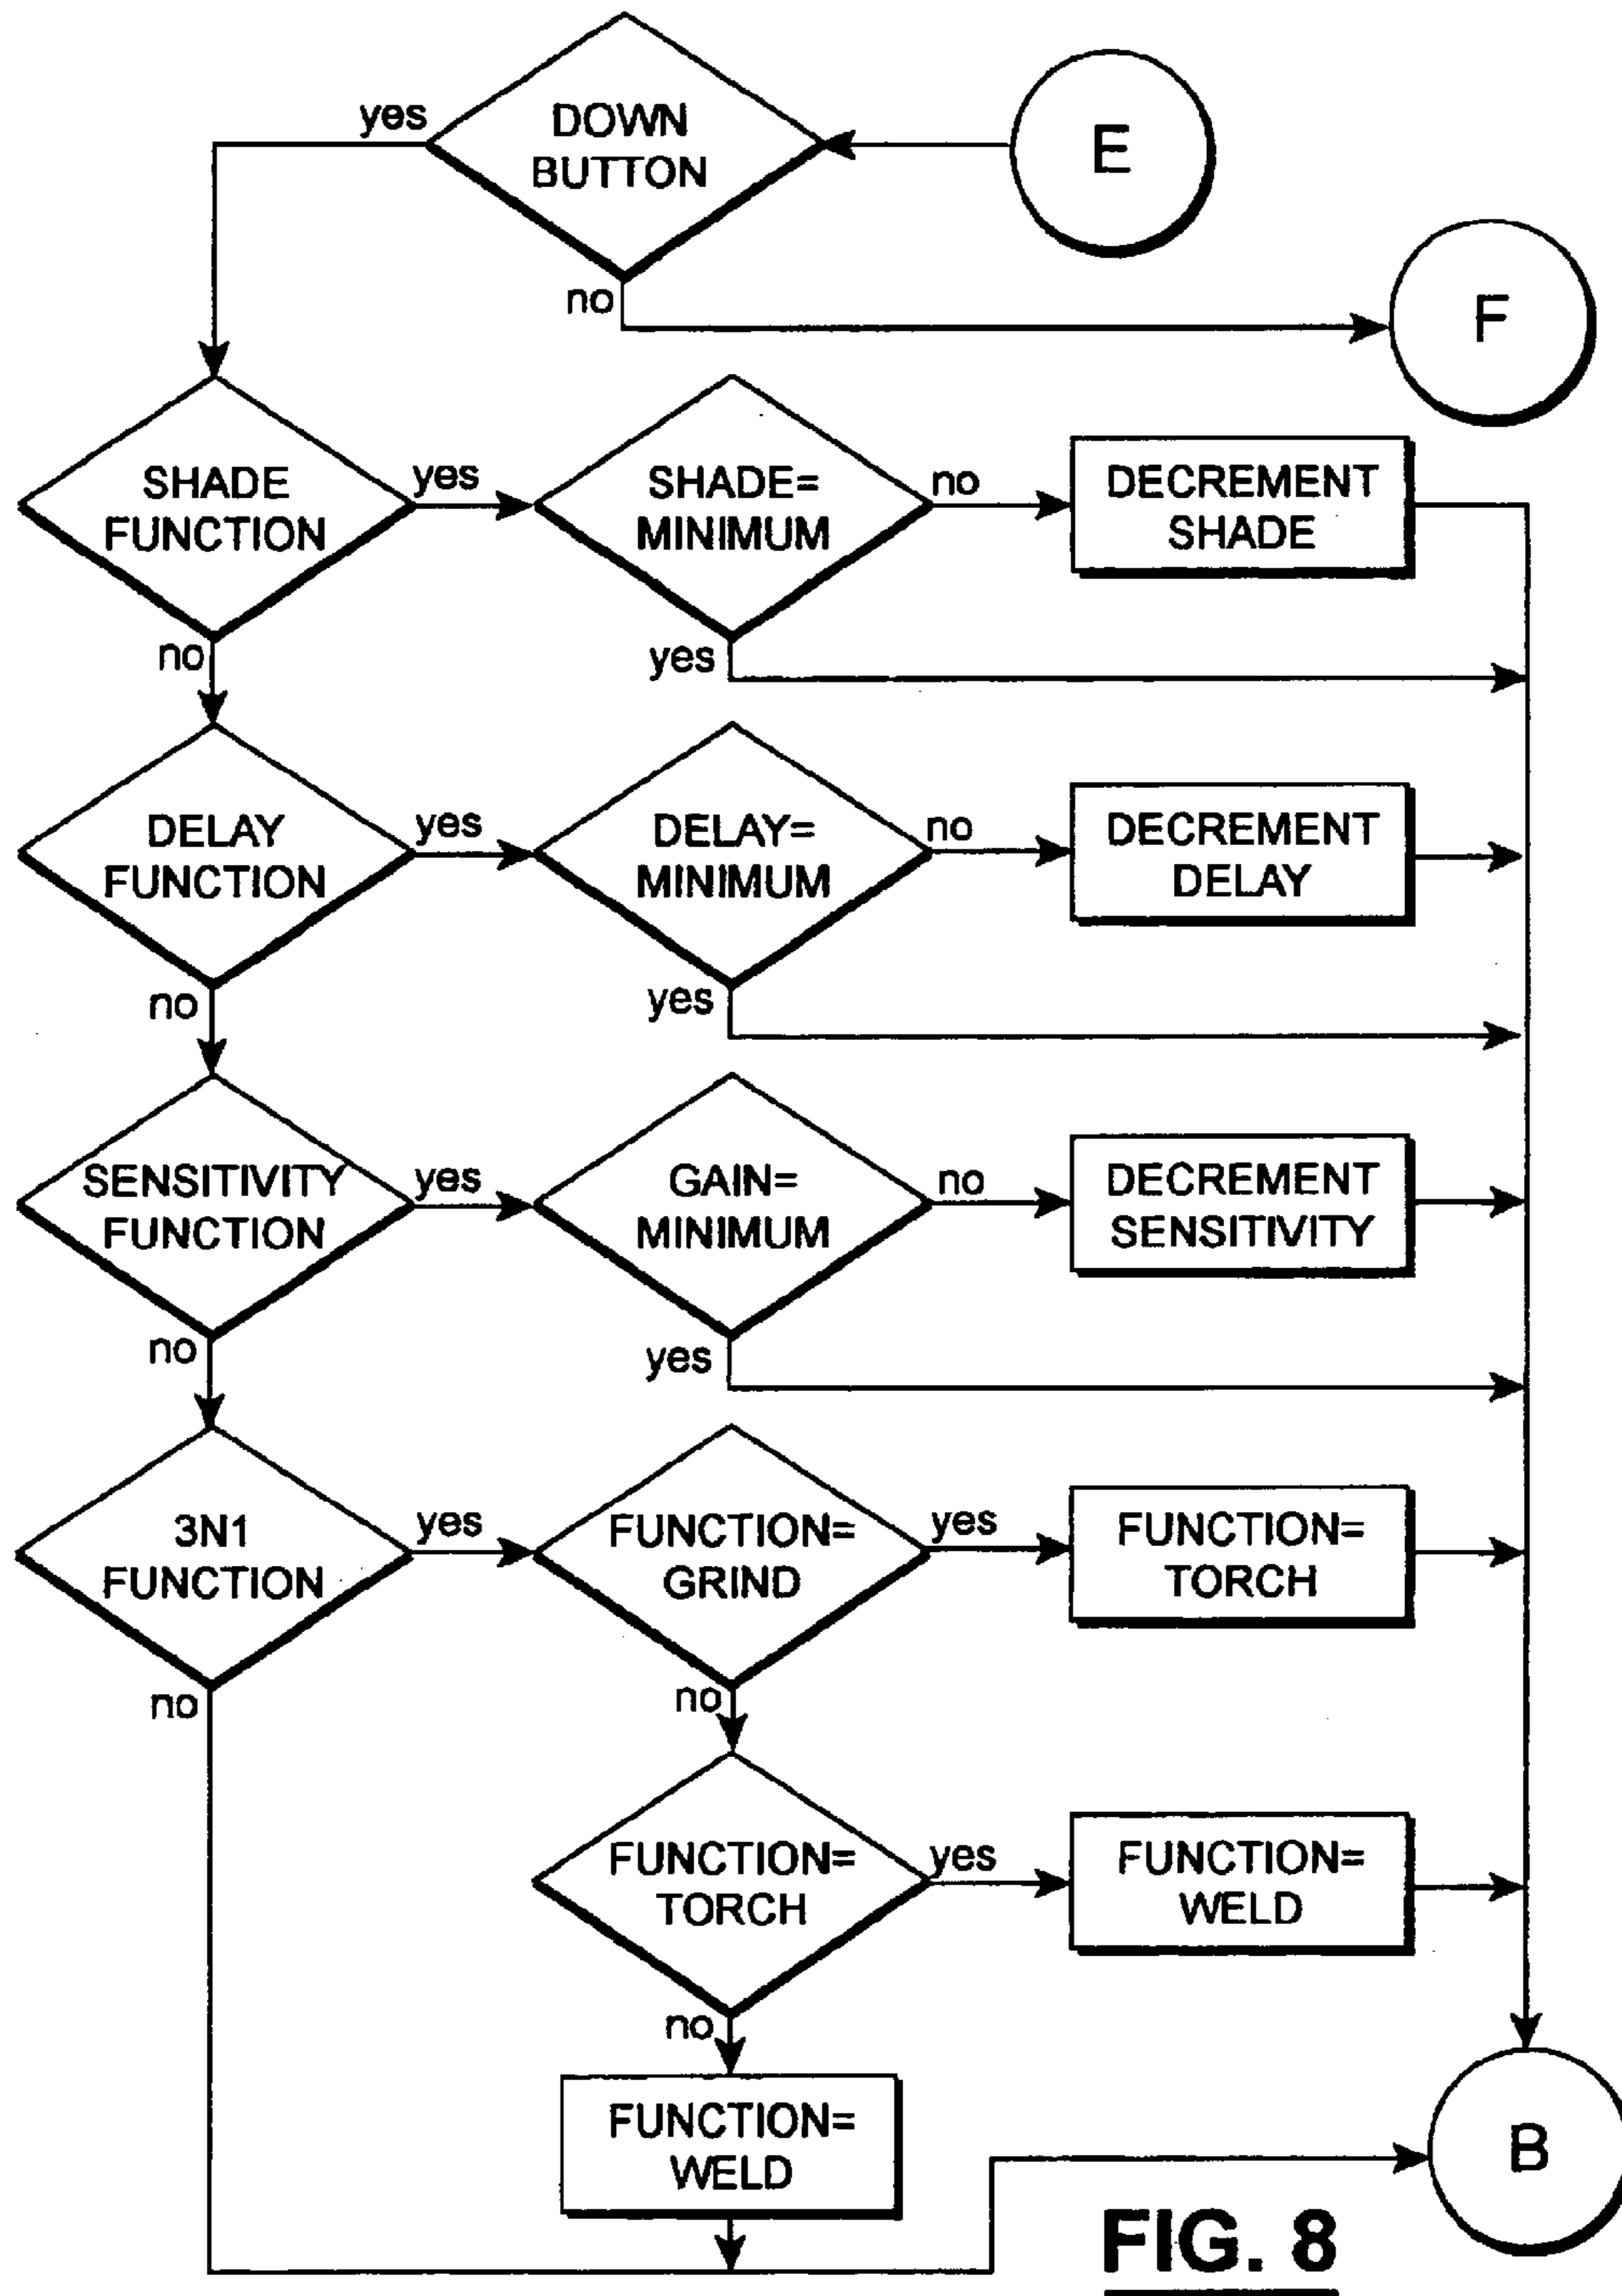 yes
DOWN
BUTTON
E
no
F
SHADE
FUNCTION
yes
SHADE=
MINIMUM
no
DECREMENT
SHADE
no
yes
DELAY
FUNCTION
yes
DELAY=
MINIMUM
no
DECREMENT
DELAY
no
yes
SENSITIVITY
FUNCTION
yes
GAIN=
MINIMUM
no
DECREMENT
SENSITIVITY
no
yes
3N1
FUNCTION
yes
FUNCTION=
GRIND
yes
FUNCTION=
TORCH
no
no
FUNCTION=
TORCH
yes
FUNCTION=
WELD
no
FUNCTION=
WELD
B
FIG. 8